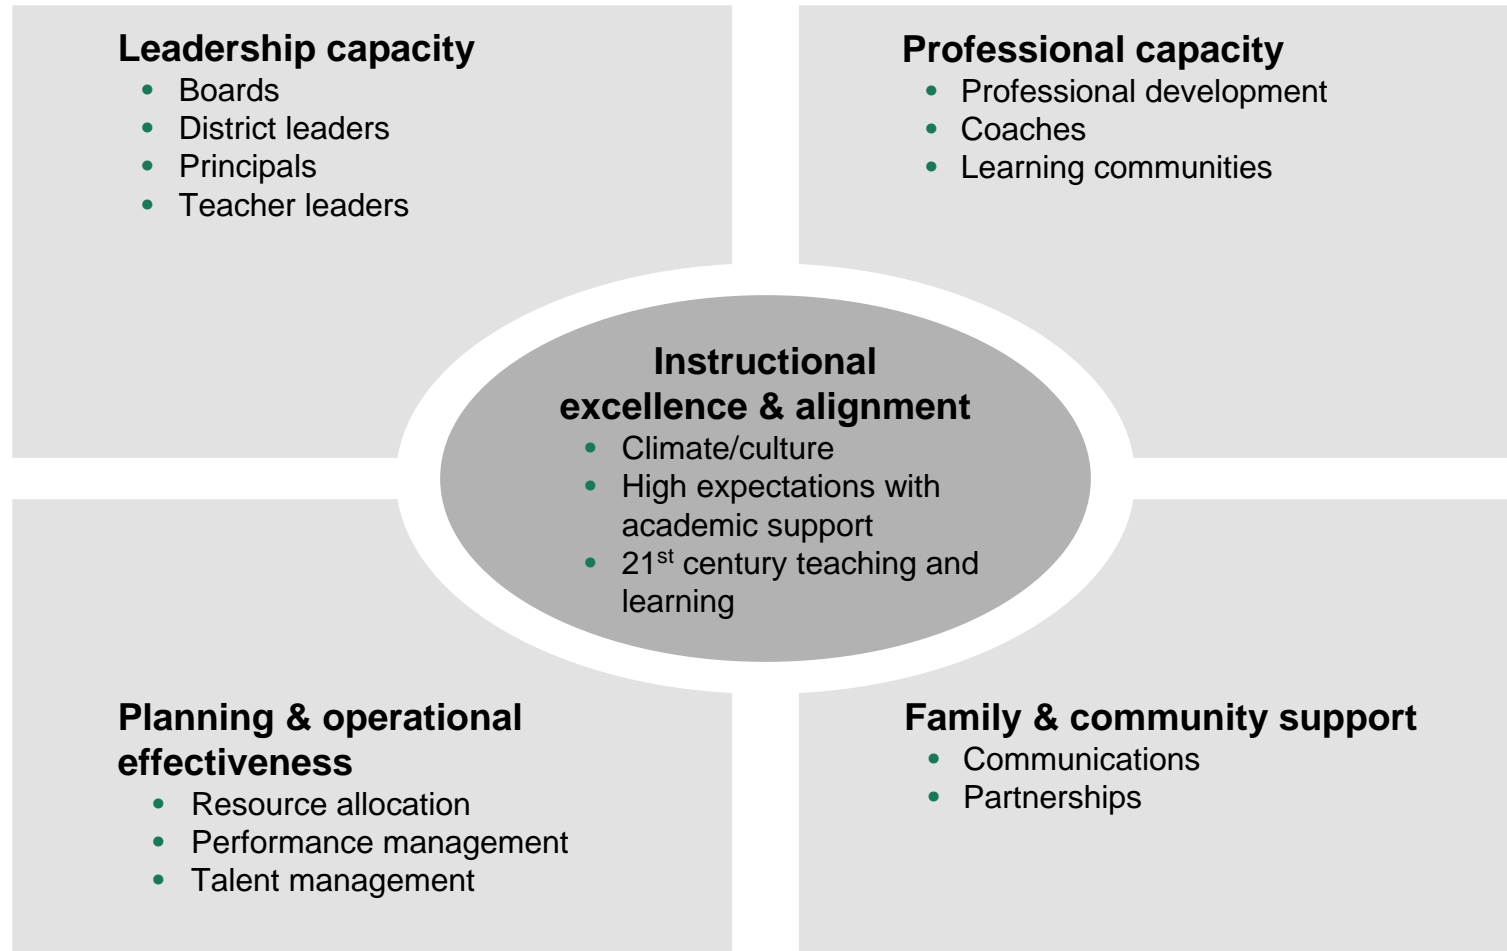 Leadership capacity
• Boards
• District leaders
• Principals
• Teacher leaders
Professional capacity
• Professional development
• Coaches
• Learning communities
Instructional
excellence & alignment
• Climate/culture
• High expectations with
academic support
• 21st century teaching and
learning
Planning & operational
effectiveness
• Resource allocation
• Performance management
• Talent management
Family & community support
• Communications
• Partnerships